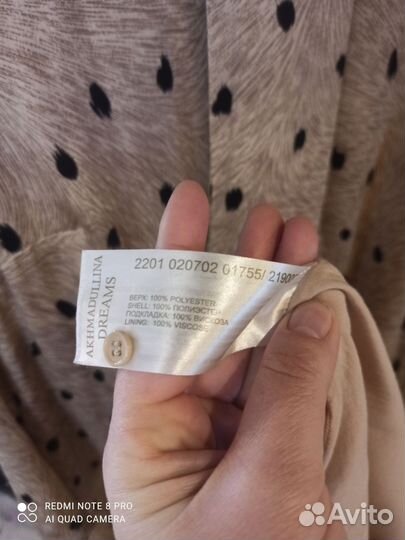 AKHMADULLINA
DREAMS
2201 020702 01755/
ВЕРХ: 100% POLYESTER
SHELL: 100% ПОЛИЭСТЕР
ПОДКЛАДКА: 100% ВИСКОЗА
LINING: 100% VISCOSE
REDMI NOTE 8 PRO
AI QUAD CAMERA
Avito